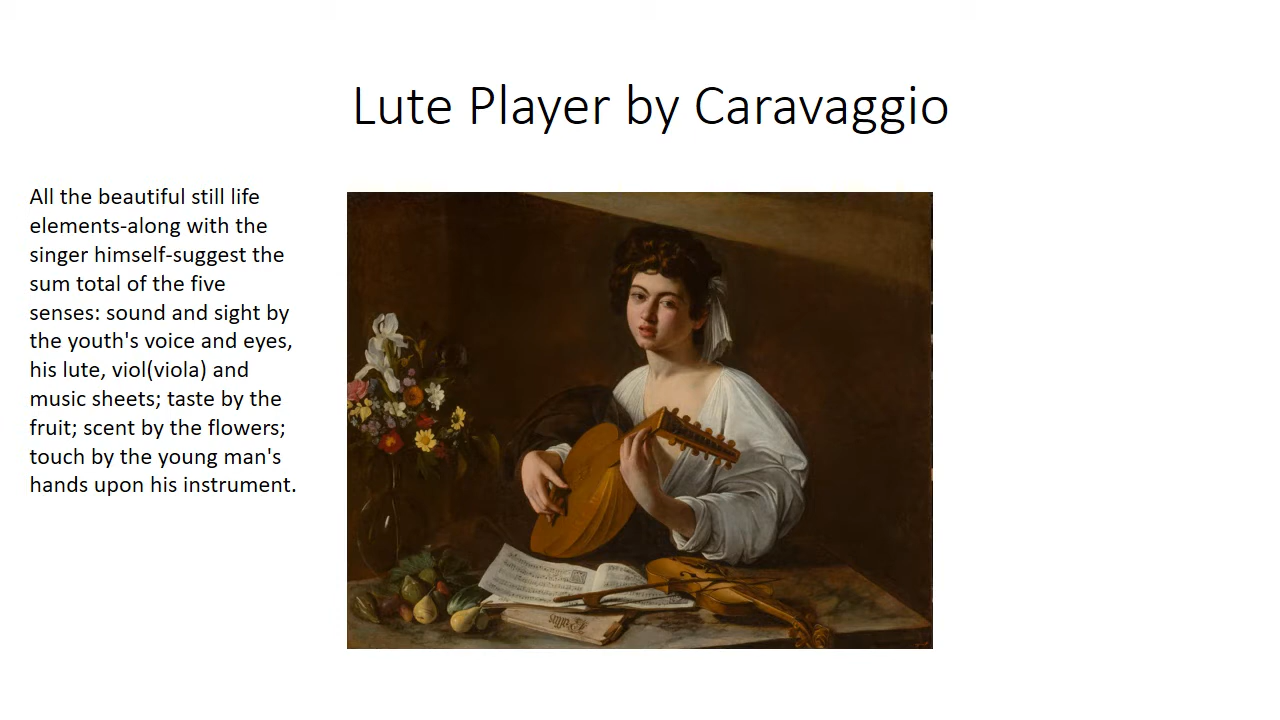 Lute Player by Caravaggio
All the beautiful still life
elements-along with the
singer himself-suggest the
sum total of the five
senses: sound and sight by
the youth's voice and eyes,
his lute, viol(viola) and
music sheets; taste by the
fruit; scent by the flowers;
touch by the young man's
hands upon his instrument.